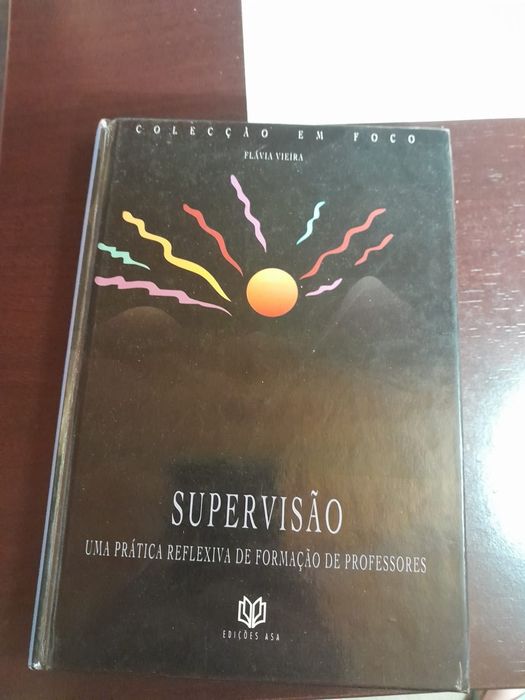 COLECÇÃO EM FOCO
FLÁVIA VIEIRA
SUPERVISÃO
UMA PRÁTICA REFLEXIVA DE FORMAÇÃO DE PROFESSORES
EDIÇÕES ASA